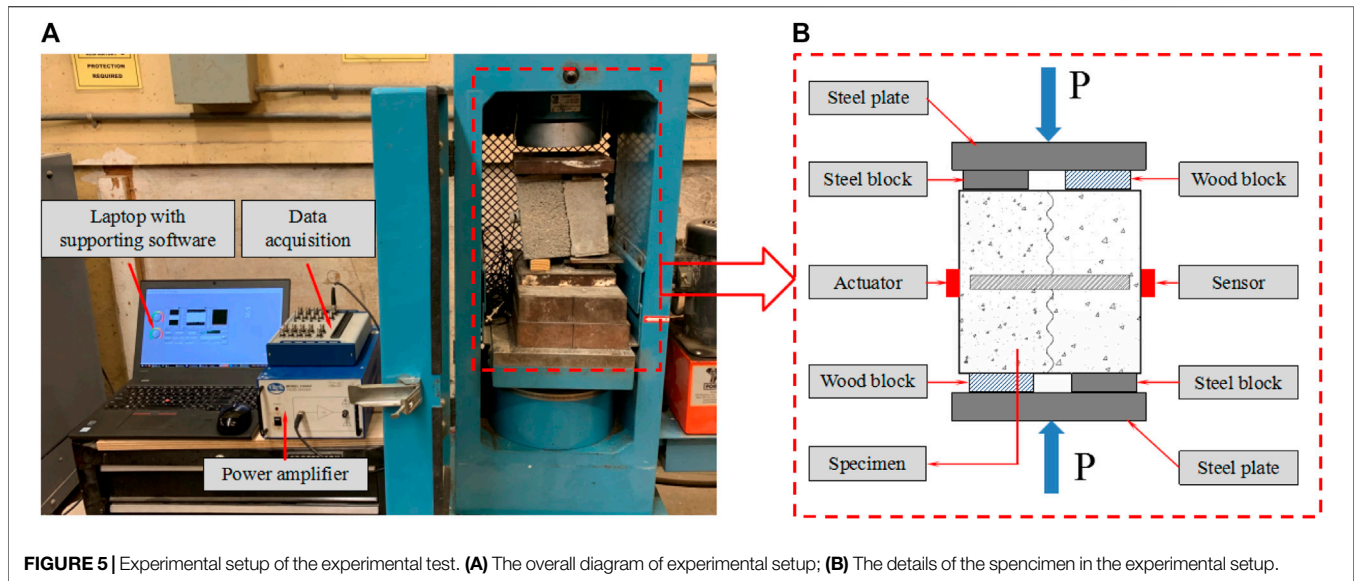 A
B
PROTECTION
REQUIRED
Laptop with
supporting software
Data
acquisition
Power amplifier
P
Steel plate
Steel block
Wood block
Actuator
Sensor
Wood block
Steel block
Specimen
P
Steel plate
FIGURE 5 | Experimental setup of the experimental test. (A) The overall diagram of experimental setup; (B) The details of the spencimen in the experimental setup.